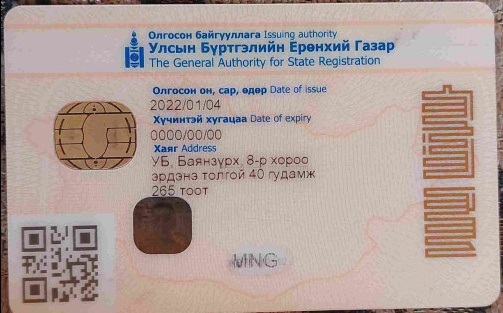 Олгосон байгууллага Issuing authority
Улсын Бүртгэлийн Ерөнхий Газар
The General Authority for State Registration
Олгосон он, сар, өдөр Date of issue
2022/01/04
Хүчинтэй хугацаа Date of expiry
0000/00/00
Хаяг Address
УБ, Баянзүрх, 8-р хороо
эрдэнэ толгой 40 гудамж
265 тоот
MNG